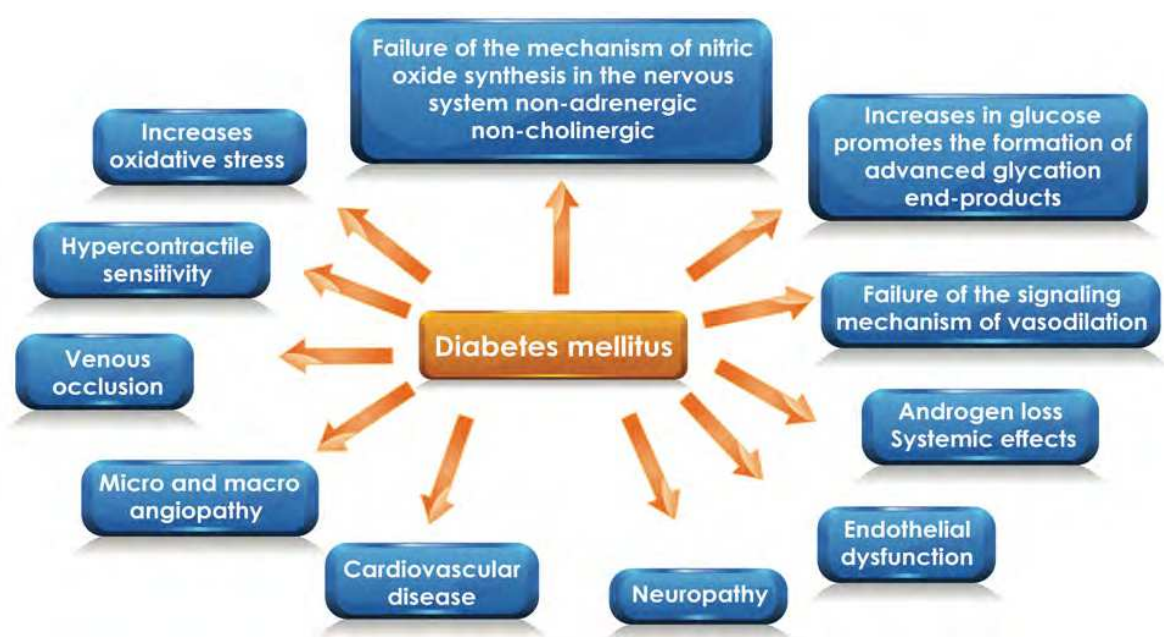 Failure of the mechanism of nitric
oxide synthesis in the nervous
system non-adrenergic
non-cholinergic
Increases
oxidative stress
Increases in glucose
promotes the formation of
advanced glycation
end-products
Hypercontractile
sensitivity
Failure of the signaling
mechanism of vasodilation
Diabetes mellitus
Venous
occlusion
Androgen loss
Systemic effects
Micro and macro
angiopathy
Endothelial
dysfunction
Cardiovascular
disease
Neuropathy